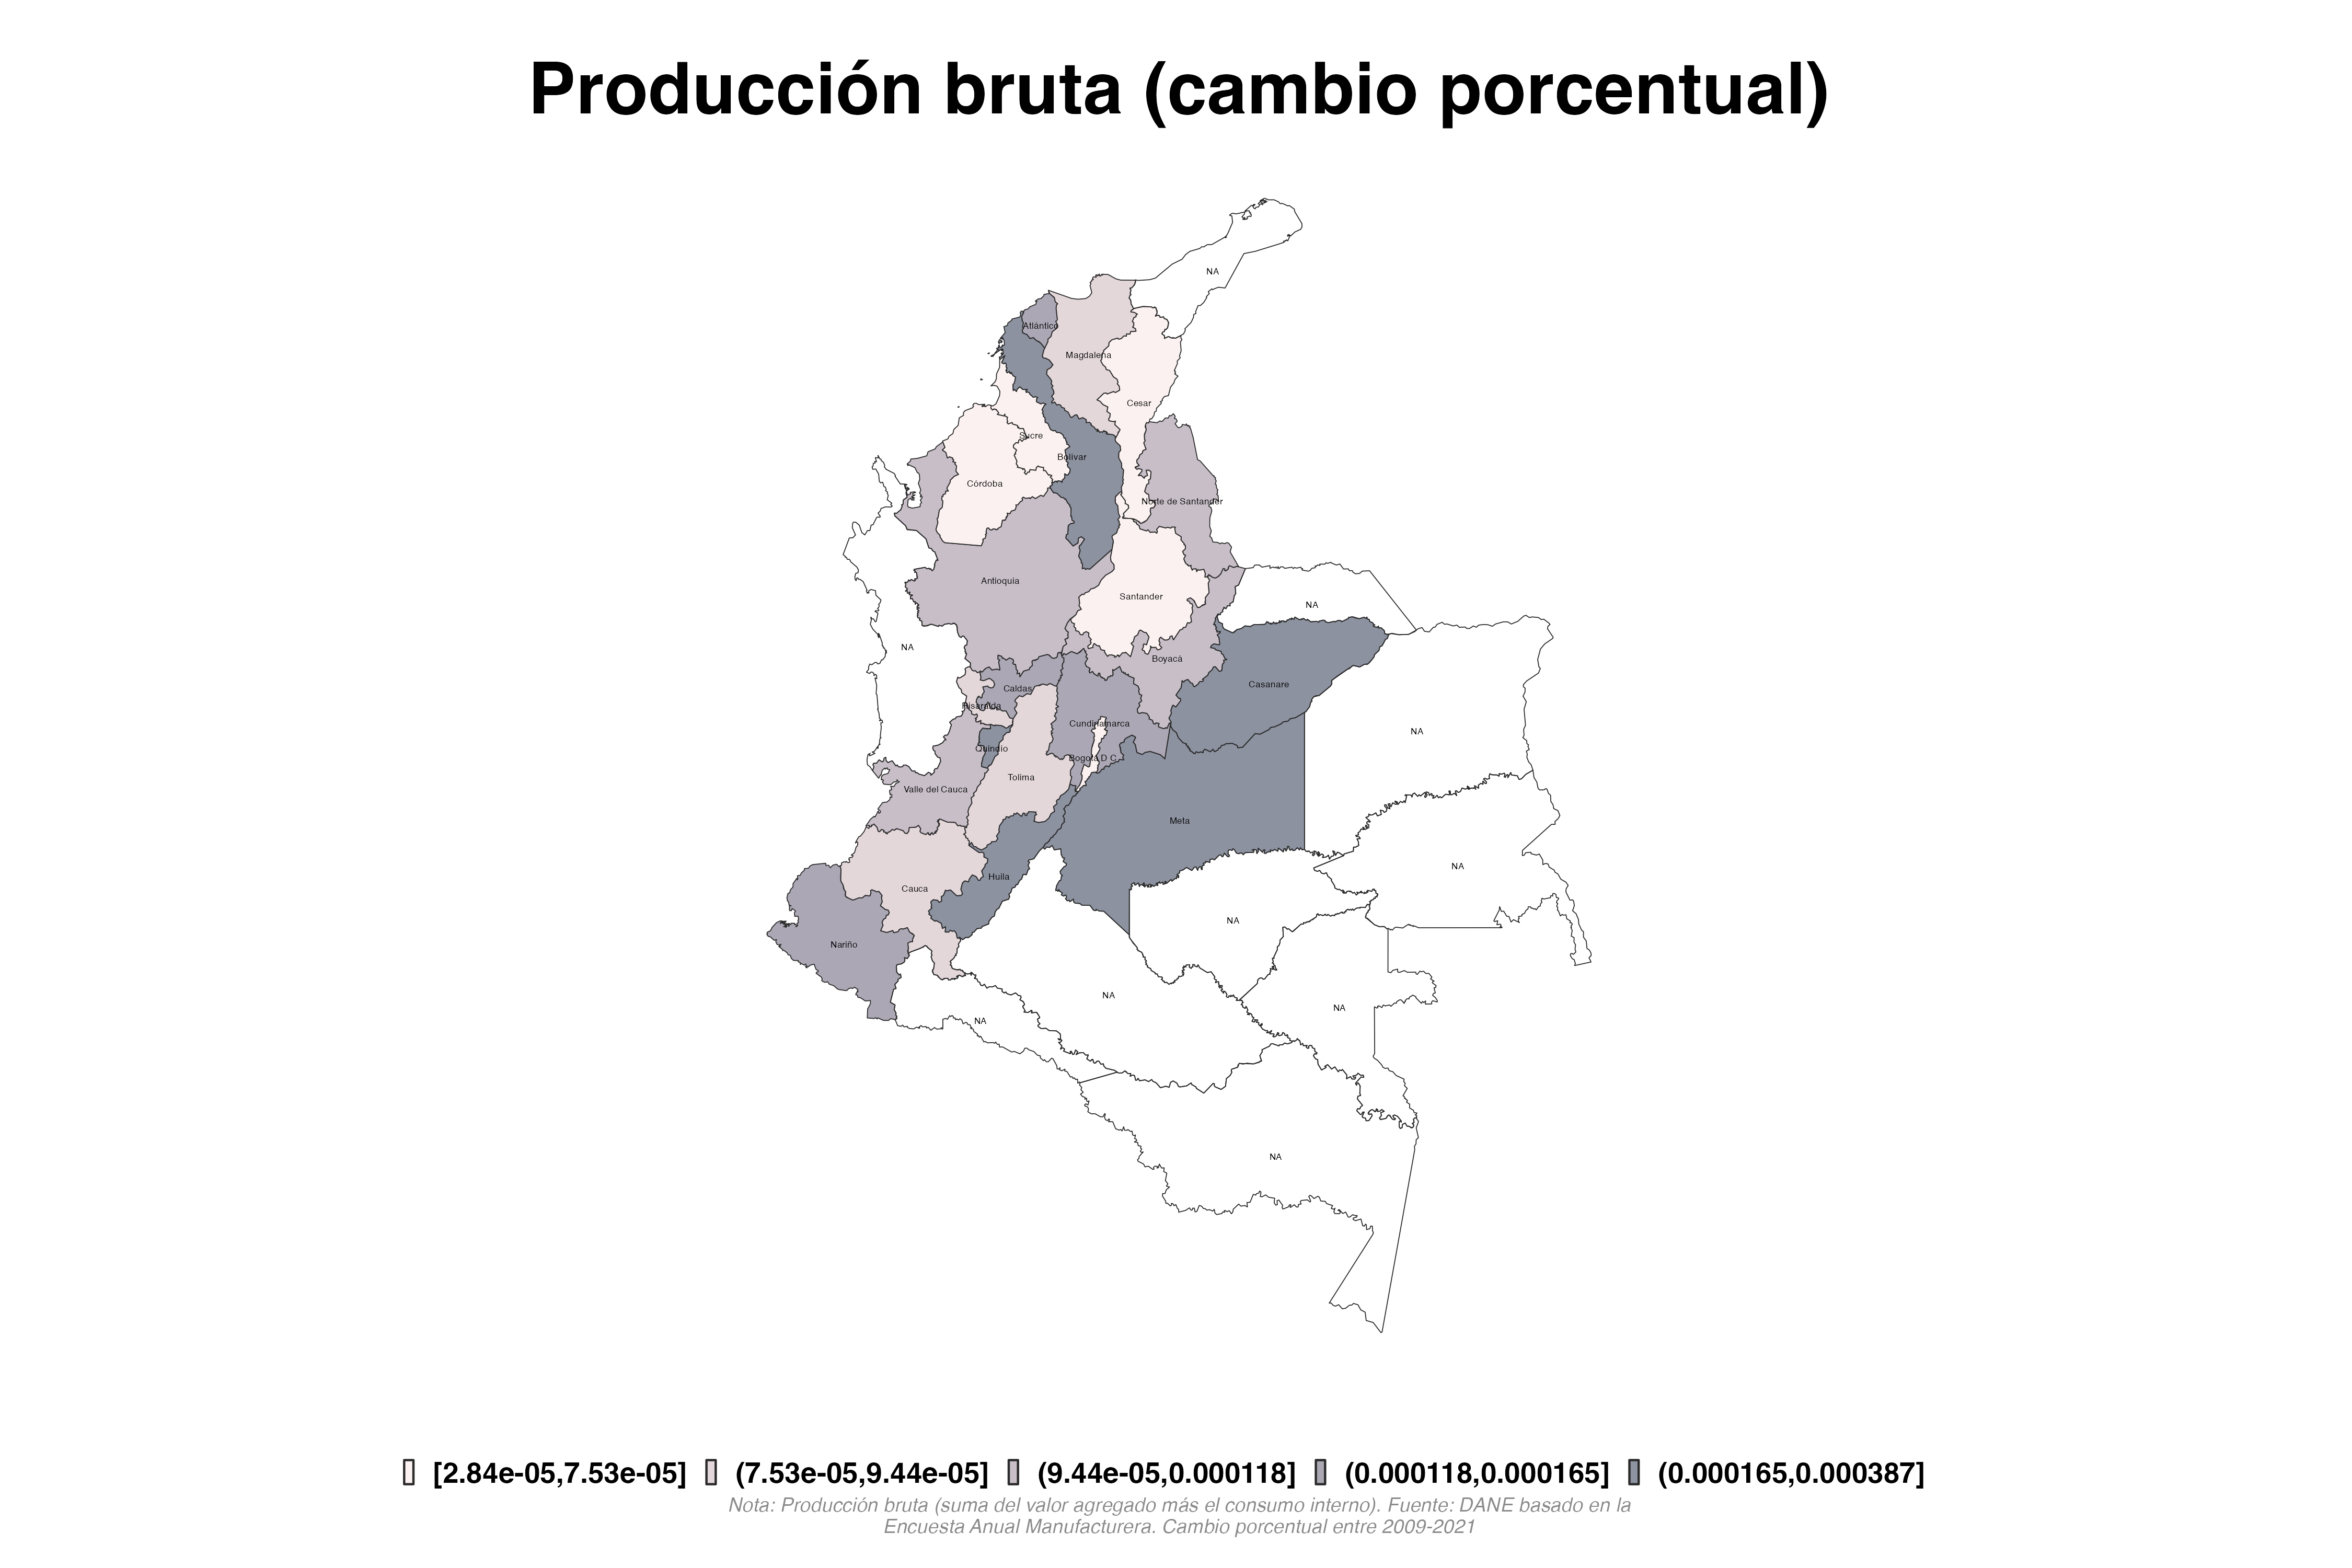 Producción bruta (cambio porcentual)
NA
Atlántico
Magdalena
Cesar
Sucre
Bolívar
Córdoba
Norte de Santander
Antioquia
Santander
NA
NA
Boyacá
Casanare
Caldas
Risaralda
Cundinamarca
NA
Quindío
Bogotá D.C.
Tolima
Valle del Cauca
Meta
NA
Huila
Cauca
NA
Nariño
NA
NA
NA
NA
[2.84e-05,7.53e-05] (7.53e-05,9.44e-05] (9.44e-05,0.000118] (0.000118,0.000165] (0.000165,0.000387]
Nota: Producción bruta (suma del valor agregado más el consumo interno). Fuente: DANE basado en la
Encuesta Anual Manufacturera. Cambio porcentual entre 2009-2021